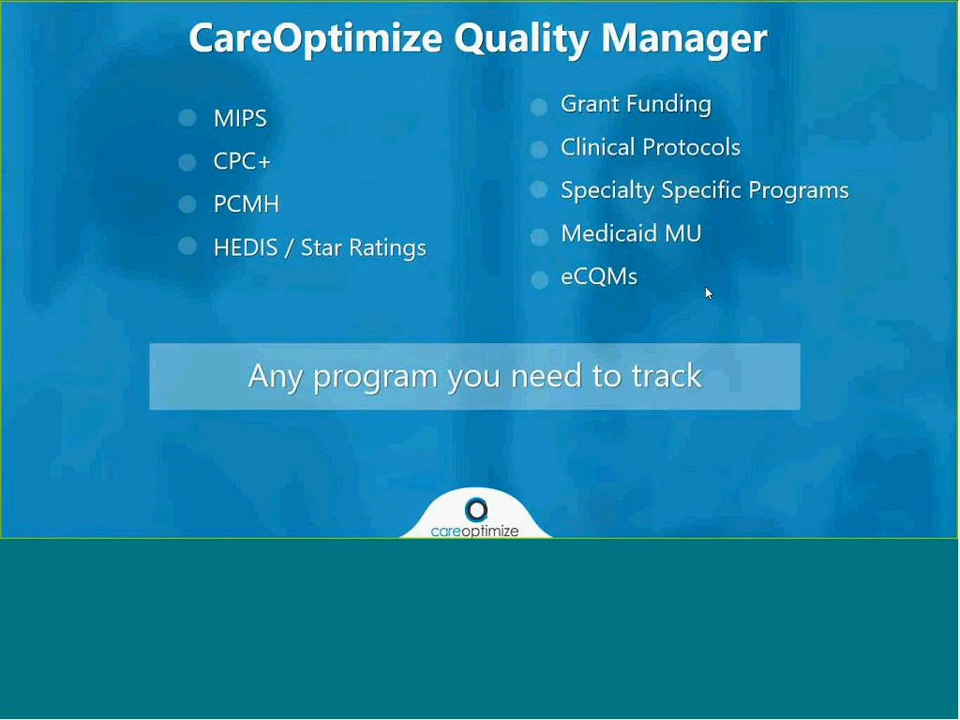 CareOptimize Quality Manager
MIPS
CPC+
PCMH
HEDIS / Star Ratings
Grant Funding
Clinical Protocols
Specialty Specific Programs
Medicaid MU
eCQMs
Any program you need to track
careoptimize